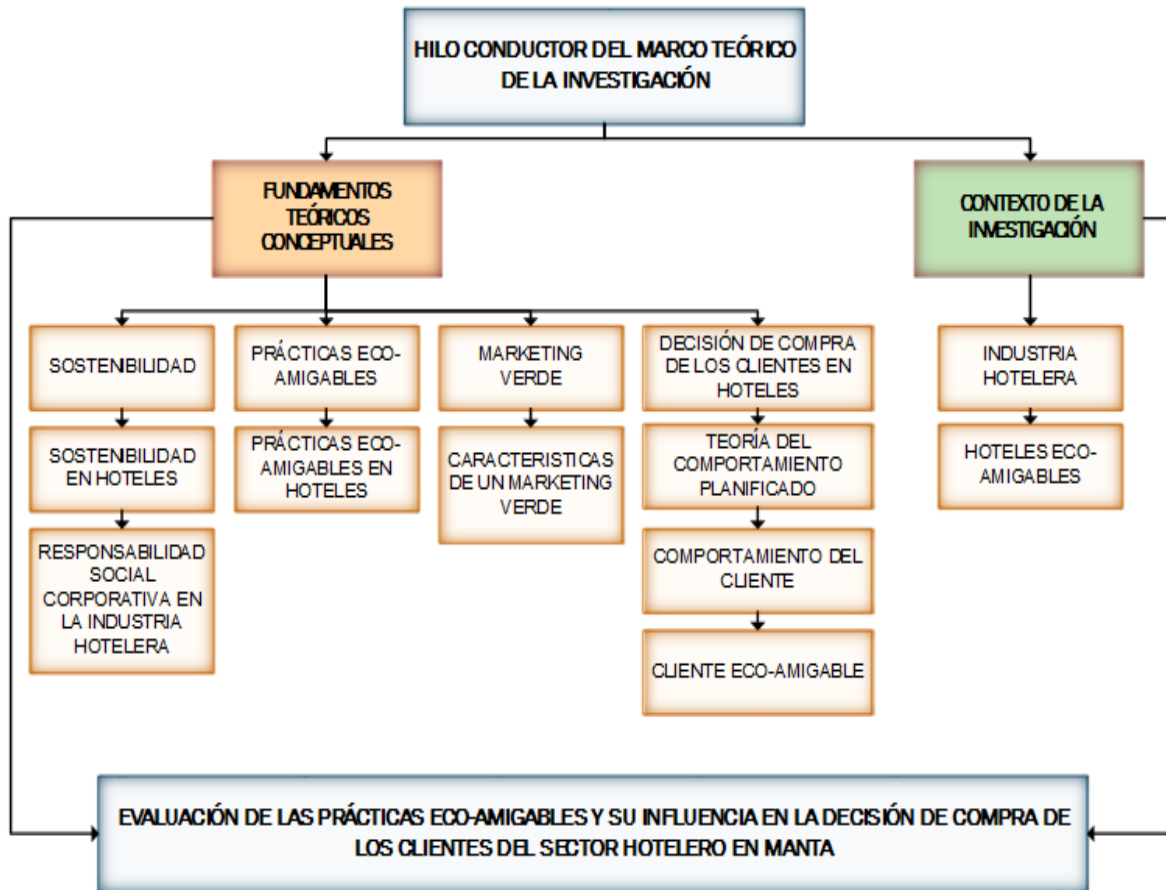 HILO CONDUCTOR DEL MARCO TEÓRICO
DE LA INVESTIGACIÓN
FUNDAMENTOS
TEÓRICOS
CONCEPTUALES
CONTEXTO DE LA
INVESTIGACIÓN
SOSTENIBILIDAD
PRÁCTICAS ECO-
AMIGABLES
MARKETING
VERDE
DECISIÓN DE COMPRA
DE LOS CLIENTES EN
HOTELES
INDUSTRIA
HOTELERA
SOSTENIBILIDAD
EN HOTELES
PRÁCTICAS ECO-
AMIGABLES EN
HOTELES
CARACTERISTICAS
DE UN MARKETING
VERDE
TEORÍA DEL
COMPORTAMIENTO
PLANIFICADO
HOTELES ECO-
AMIGABLES
RESPONSABILIDAD
SOCIAL
CORPORATIVA EN
LA INDUSTRIA
HOTELERA
COMPORTAMIENTO DEL
CLIENTE
CLIENTE ECO-AMIGABLE
EVALUACIÓN DE LAS PRÁCTICAS ECO-AMIGABLES Y SU INFLUENCIA EN LA DECISIÓN DE COMPRA DE
LOS CLIENTES DEL SECTOR HOTELERO EN MANTA